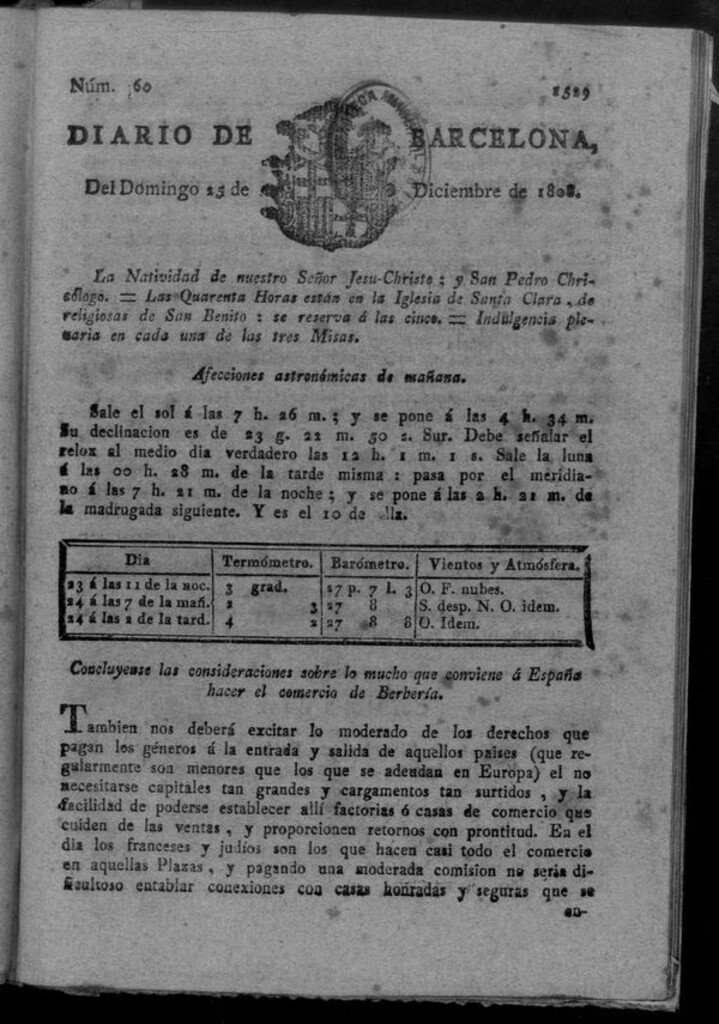 Núm. 60 1529
DIARIO DE BARCELONA,
Del Domingo 25 de Diciembre de 1808.
La Natividad de nuestro Señor Jesu-Christo ; y San Pedro Chri-
sólogo. = Las Quarenta Horas están en la Iglesia de Santa Clara , de
religiosas de San Benito : se reserva á las cinco. = Indulgencia ple-
naria en cada una de las tres Misas.
Afecciones astronómicas de mañana.
Sale el sol á las 7 h. 26 m. ; y se pone á las 4 h. 34 m.
Su declinacion es de 23 g. 22 m. 50 s. Sur. Debe señalar el
relox al medio dia verdadero las 12 h. 1 m. 1 s. Sale la luna
á las 00 h. 28 m. de la tarde misma : pasa por el meridia-
no á las 7 h. 21 m. de la noche ; y se pone á las 2 h. 21 m. de
la madrugada siguiente. Y es el 10 de ella.
Dia Termómetro. Barómetro. Vientos y Atmósfera.
23 á las 11 de la noc. 3 grad. 27 p. 7 l. 3 O. F. nubes.
24 á las 7 de la mañ. 2 3 27 8 S. desp. N. O. idem.
24 á las 2 de la tard. 4 2 27 8 8 O. Idem.
Concluyense las consideraciones sobre lo mucho que conviene á España
hacer el comercio de Berbería.
Tambien nos deberá excitar lo moderado de los derechos que
pagan los géneros á la entrada y salida de aquellos paises (que re-
gularmente son menores que los que se adeudan en Europa) el no
necesitarse capitales tan grandes y cargamentos tan surtidos , y la
facilidad de poderse establecer allí factorias ó casas de comercio que
cuiden de las ventas , y proporcionen retornos con prontitud. En el
dia los franceses y judíos son los que hacen casi todo el comercio
en aquellas Plazas , y pagando una moderada comision no seria di-
ficultoso entablar conexiones con casas honradas y seguras que se
en-